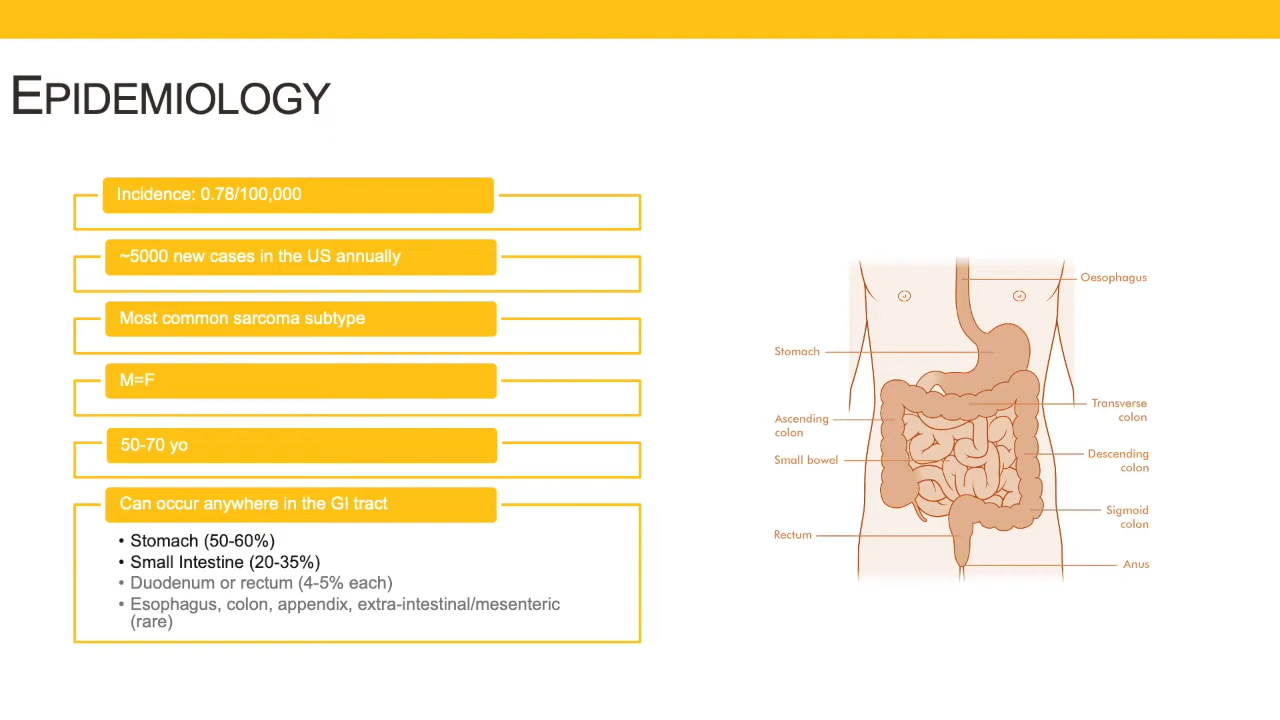 EPIDEMIOLOGY
Incidence: 0.78/100,000
~5000 new cases in the US annually
Most common sarcoma subtype
M=F
50-70 yo
Can occur anywhere in the GI tract
• Stomach (50-60%)
• Small Intestine (20-35%)
• Duodenum or rectum (4-5% each)
• Esophagus, colon, appendix, extra-intestinal/mesenteric
(rare)
Oesophagus
Stomach
Transverse
colon
Ascending
colon
Descending
colon
Small bowel
Sigmoid
colon
Rectum
Anus